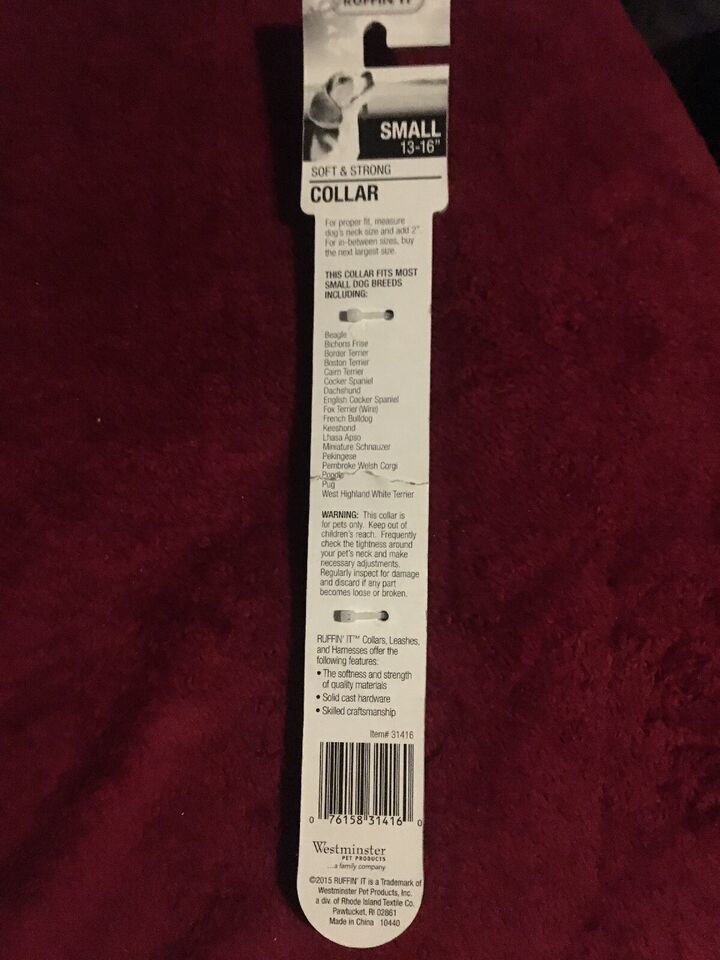 RUFFIN' IT
SMALL
13-16"
SOFT & STRONG
COLLAR
For proper fit, measure
dog's neck size and add 2".
For in-between sizes, buy
the next largest size.
THIS COLLAR FITS MOST
SMALL DOG BREEDS
INCLUDING:
Beagle
Bichons Frise
Border Terrier
Boston Terrier
Cairn Terrier
Cocker Spaniel
Dachshund
English Cocker Spaniel
Fox Terrier (Wire)
French Bulldog
Keeshond
Lhasa Apso
Miniature Schnauzer
Pekingese
Pembroke Welsh Corgi
Poodle
Pug
West Highland White Terrier
WARNING: This collar is
for pets only. Keep out of
children's reach. Frequently
check the tightness around
your pet's neck and make
necessary adjustments.
Regularly inspect for damage
and discard if any part
becomes loose or broken.
RUFFIN' IT™ Collars, Leashes,
and Harnesses offer the
following features:
• The softness and strength
of quality materials
• Solid cast hardware
• Skilled craftsmanship
Item# 31416
0 76158 31416 0
Westminster
PET PRODUCTS
...a family company
©2015 RUFFIN' IT is a Trademark of
Westminster Pet Products, Inc.
a div. of Rhode Island Textile Co.
Pawtucket, RI 02861
Made in China 10440